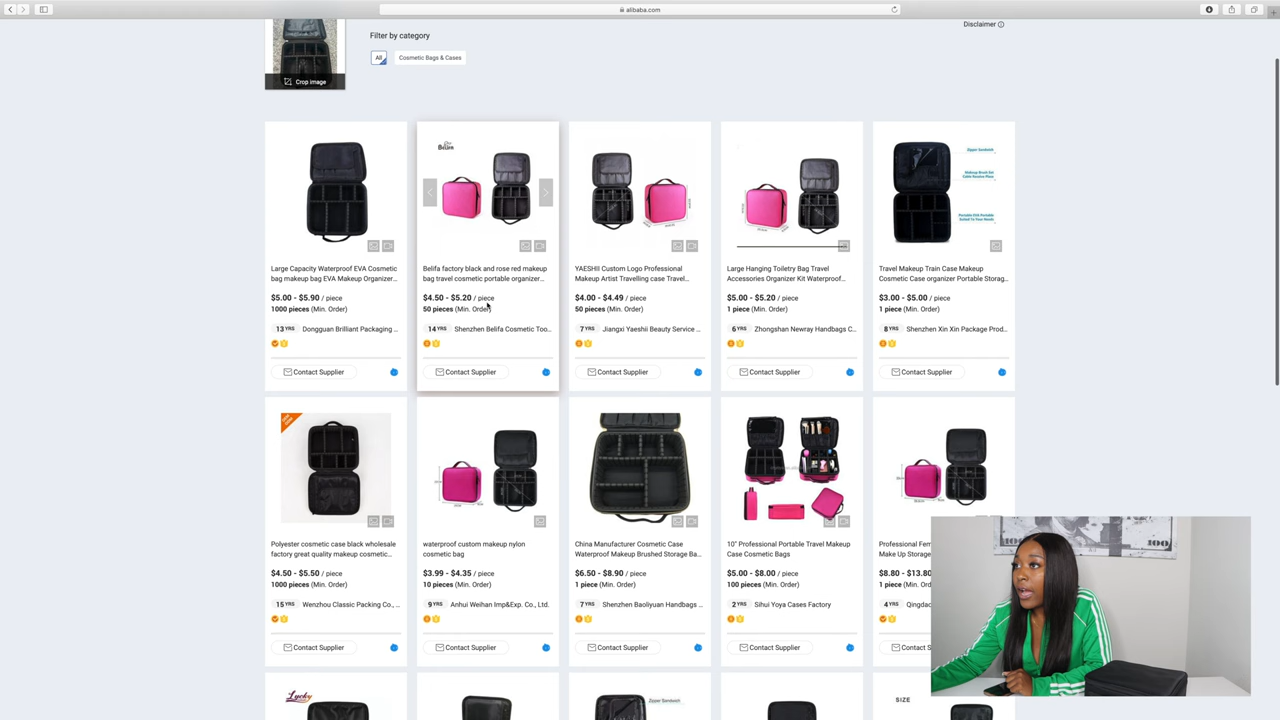 alibaba.com
Disclaimer
Filter by category
All
Cosmetic Bags & Cases
Crop image
Belifa
Zipper Sandwich
Large Capacity Waterproof EVA Cosmetic
bag makeup bag EVA Makeup Organizer...
$5.00 - $5.90 / piece
1000 pieces (Min. Order)
13 YRS Dongguan Brilliant Packaging ...
Contact Supplier
Belifa factory black and rose red makeup
bag travel cosmetic portable organizer...
$4.50 - $5.20 / piece
50 pieces (Min. Order)
14 YRS Shenzhen Belifa Cosmetic Too...
Contact Supplier
YAESHII Custom Logo Professional
Makeup Artist Travelling case Travel...
$4.00 - $4.49 / piece
50 pieces (Min. Order)
7 YRS Jiangxi Yaeshii Beauty Service ...
Contact Supplier
Large Hanging Toiletry Bag Travel
Accessories Organizer Kit Waterproof...
$5.00 - $5.20 / piece
1 piece (Min. Order)
6 YRS Zhongshan Newray Handbags C...
Contact Supplier
Travel Makeup Train Case Makeup
Cosmetic Case organizer Portable Storag...
$3.00 - $5.00 / piece
1 piece (Min. Order)
8 YRS Shenzhen Xin Xin Package Prod...
Contact Supplier
Polyester cosmetic case black wholesale
factory great quality makeup cosmetic...
$4.50 - $5.50 / piece
1000 pieces (Min. Order)
15 YRS Wenzhou Classic Packing Co., ...
Contact Supplier
waterproof custom makeup nylon
cosmetic bag
$3.99 - $4.35 / piece
10 pieces (Min. Order)
9 YRS Anhui Weihan Imp&Exp. Co., Ltd.
Contact Supplier
China Manufacturer Cosmetic Case
Waterproof Makeup Brushed Storage Ba...
$6.50 - $8.90 / piece
1 piece (Min. Order)
7 YRS Shenzhen Baoliyuan Handbags ...
Contact Supplier
10" Professional Portable Travel Makeup
Case Cosmetic Bags
$5.00 - $8.00 / piece
100 pieces (Min. Order)
2 YRS Sihui Yoya Cases Factory
Contact Supplier
Professional Fem
Make Up Storage
$8.80 - $13.80
1 piece (Min. Order)
4 YRS Qingdao
100
100
Lycky
Zipper Sandwich
SIZE